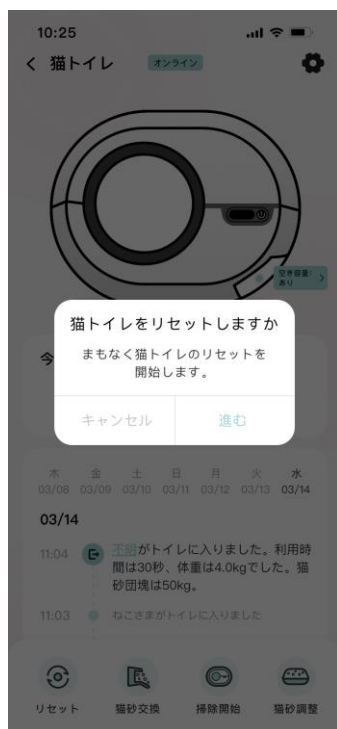 10:25
猫トイレ
オンライン
空き容量:
あり
猫トイレをリセットしますか
まもなく猫トイレのリセットを
開始します。
キャンセル
進む
今
木 金 土 日 月 火 水
03/08 03/09 03/10 03/11 03/12 03/13 03/14
03/14
11:04 不明がトイレに入りました。利用時
間は30秒、体重は4.0kgでした。猫
砂団塊は50kg。
11:03 ねこさまがトイレに入りました
リセット 猫砂交換 掃除開始 猫砂調整